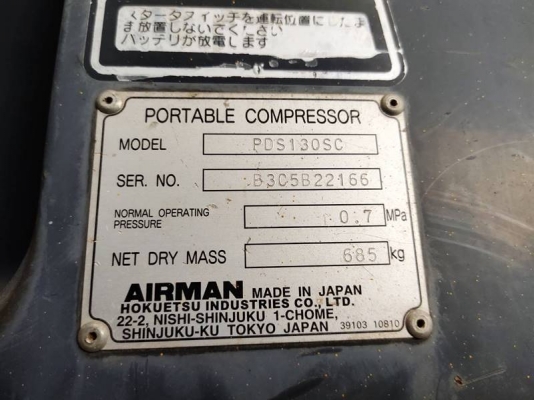 スタータスイッチを運転位置にしたま
ま放置しないでください
バッテリが放電します
PORTABLE COMPRESSOR
MODEL PDS130SC
SER. NO. B3C5B22166
NORMAL OPERATING PRESSURE 0.7 MPa
NET DRY MASS 685 kg
AIRMAN MADE IN JAPAN
HOKUETSU INDUSTRIES CO., LTD.
22-2, NISHI-SHINJUKU 1-CHOME,
SHINJUKU-KU TOKYO JAPAN 39103 10810